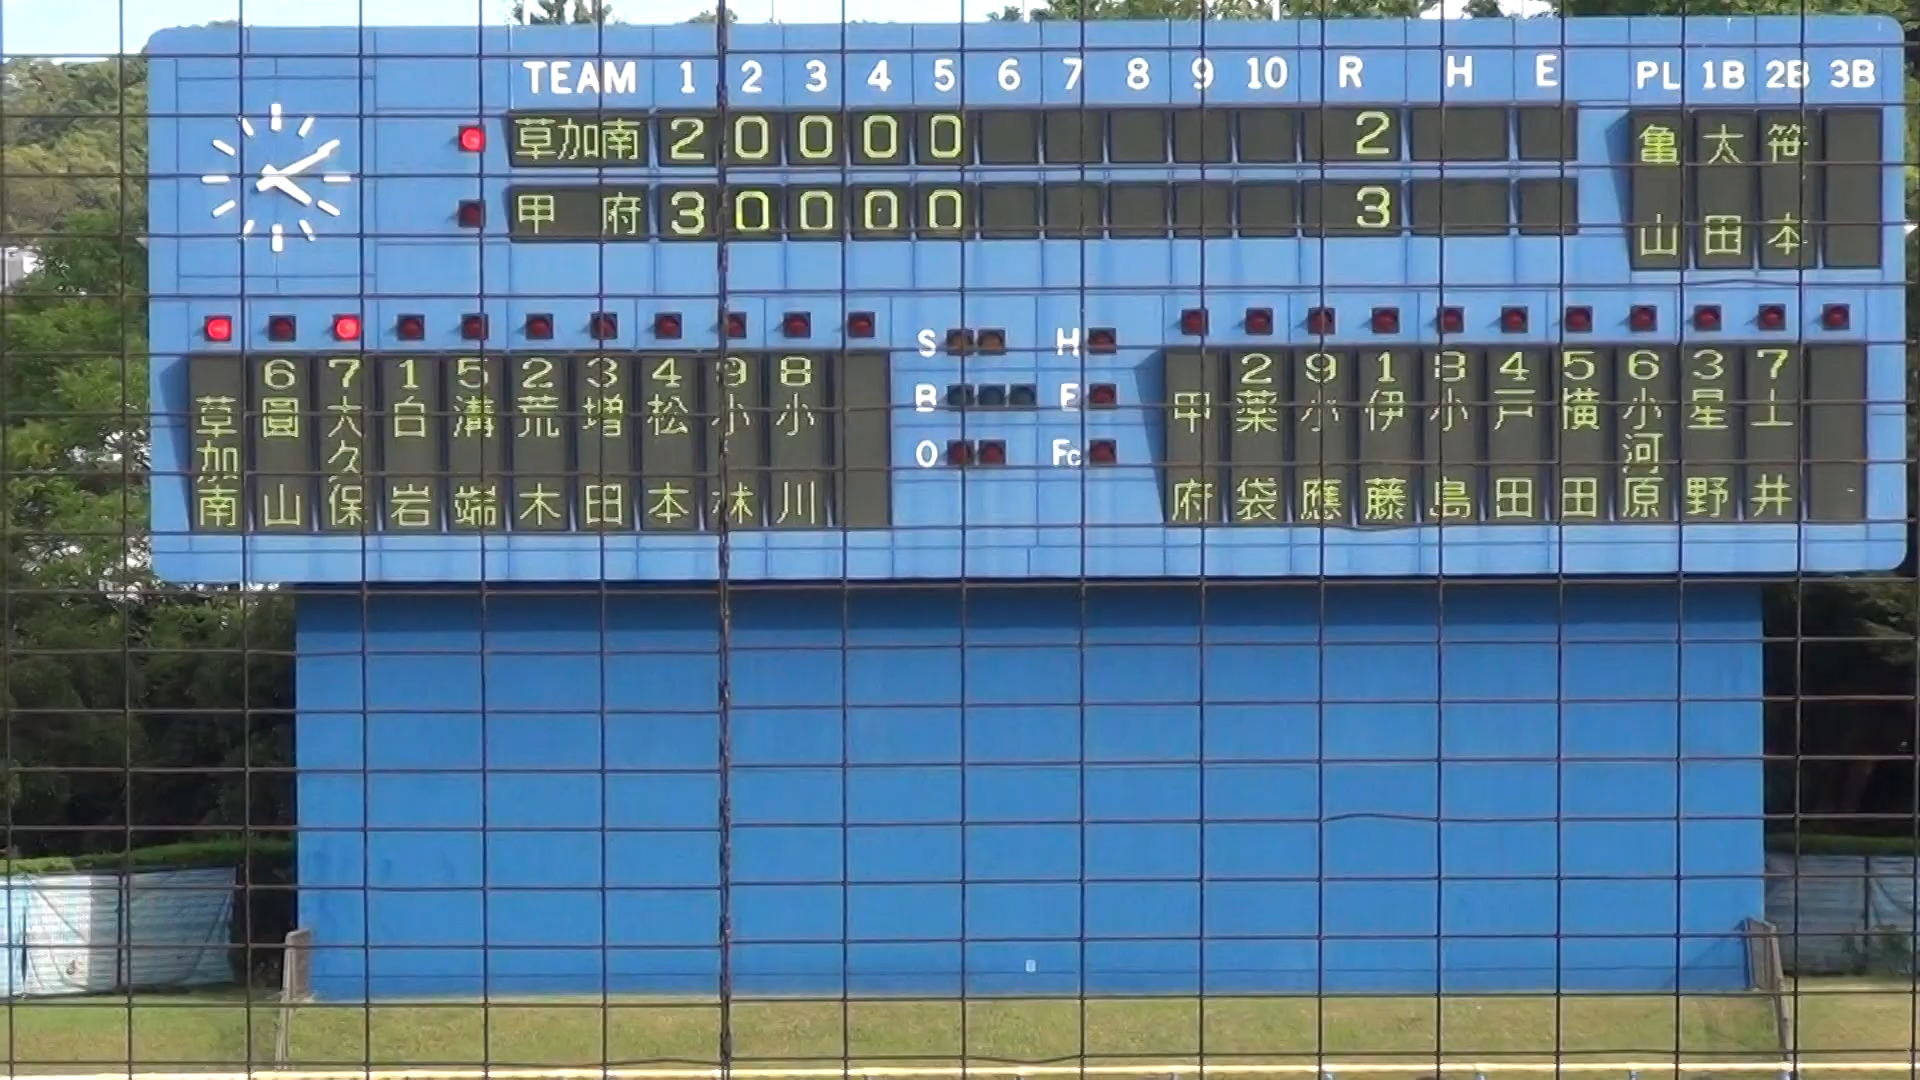 TEAM 1 2 3 4 5 6 7 8 9 10 R H E PL 1B 2B 3B
草加南 2 0 0 0 0 2
甲府 3 0 0 0 0 3
亀山
太田
笹本
S
B
O
H
E
Fc
草加南
6 圓山
7 大久保
1 白岩
5 溝端
2 荒木
3 増田
4 松本
9 小林
8 小川
甲府
2 葉袋
9 小應
1 伊藤
8 小島
4 戸田
5 横田
6 小河原
3 星野
7 土井